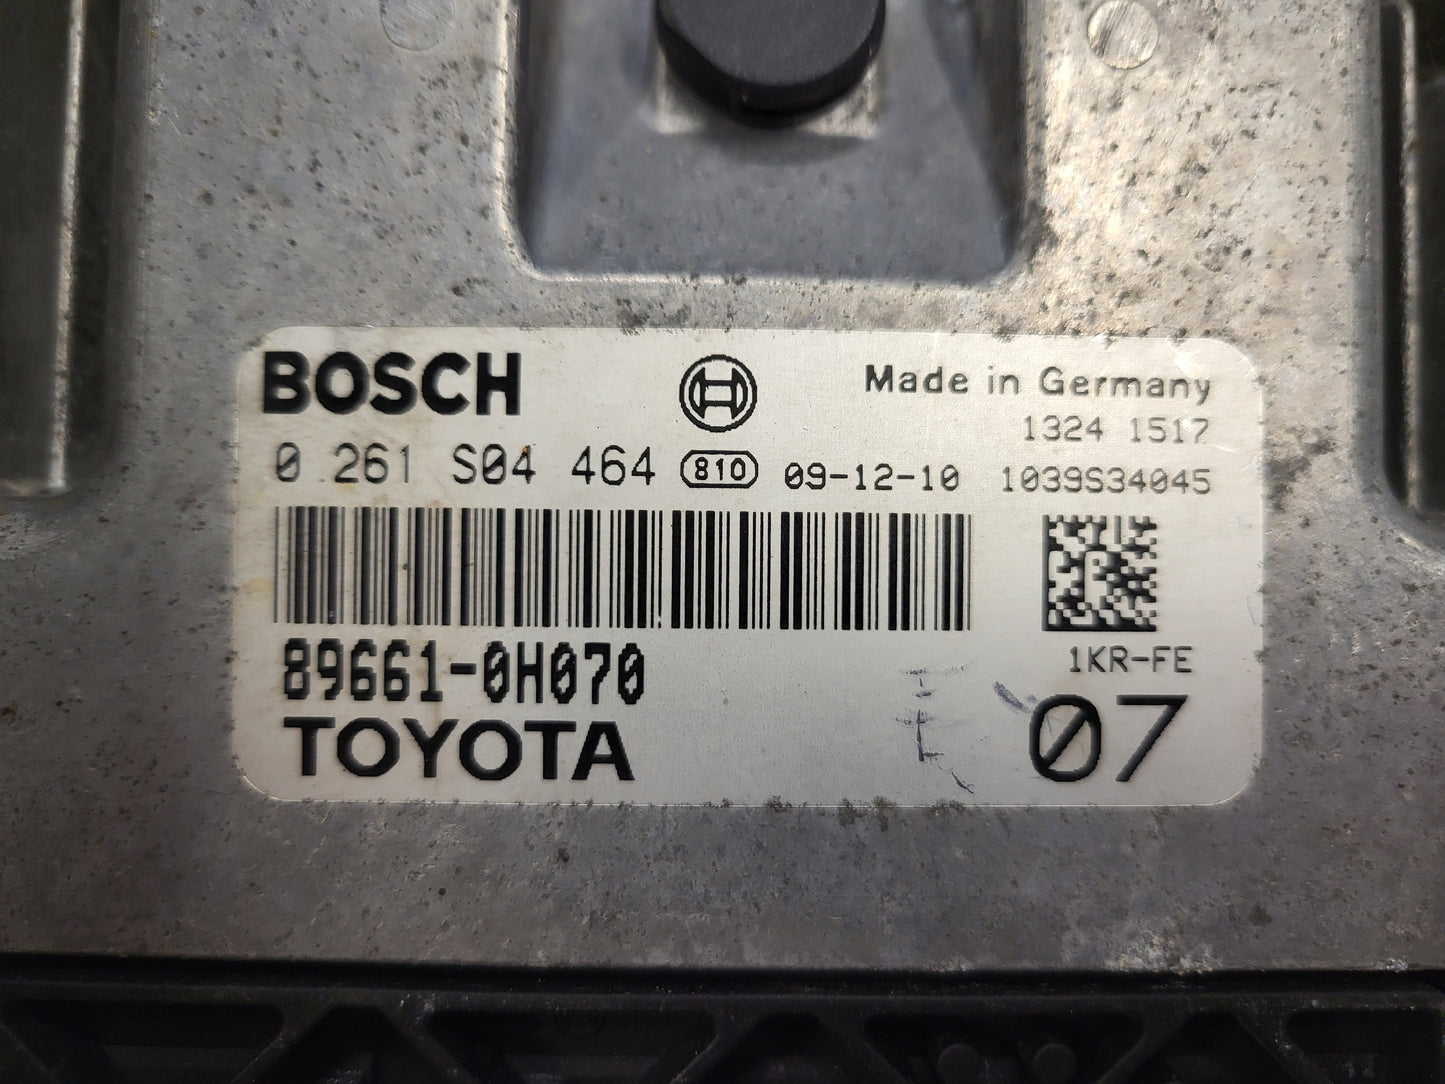 BOSCH
Made in Germany
1324 1517
0 261 S04 464 810 09-12-10 1039S34045
89661-0H070
1KR-FE
TOYOTA
07